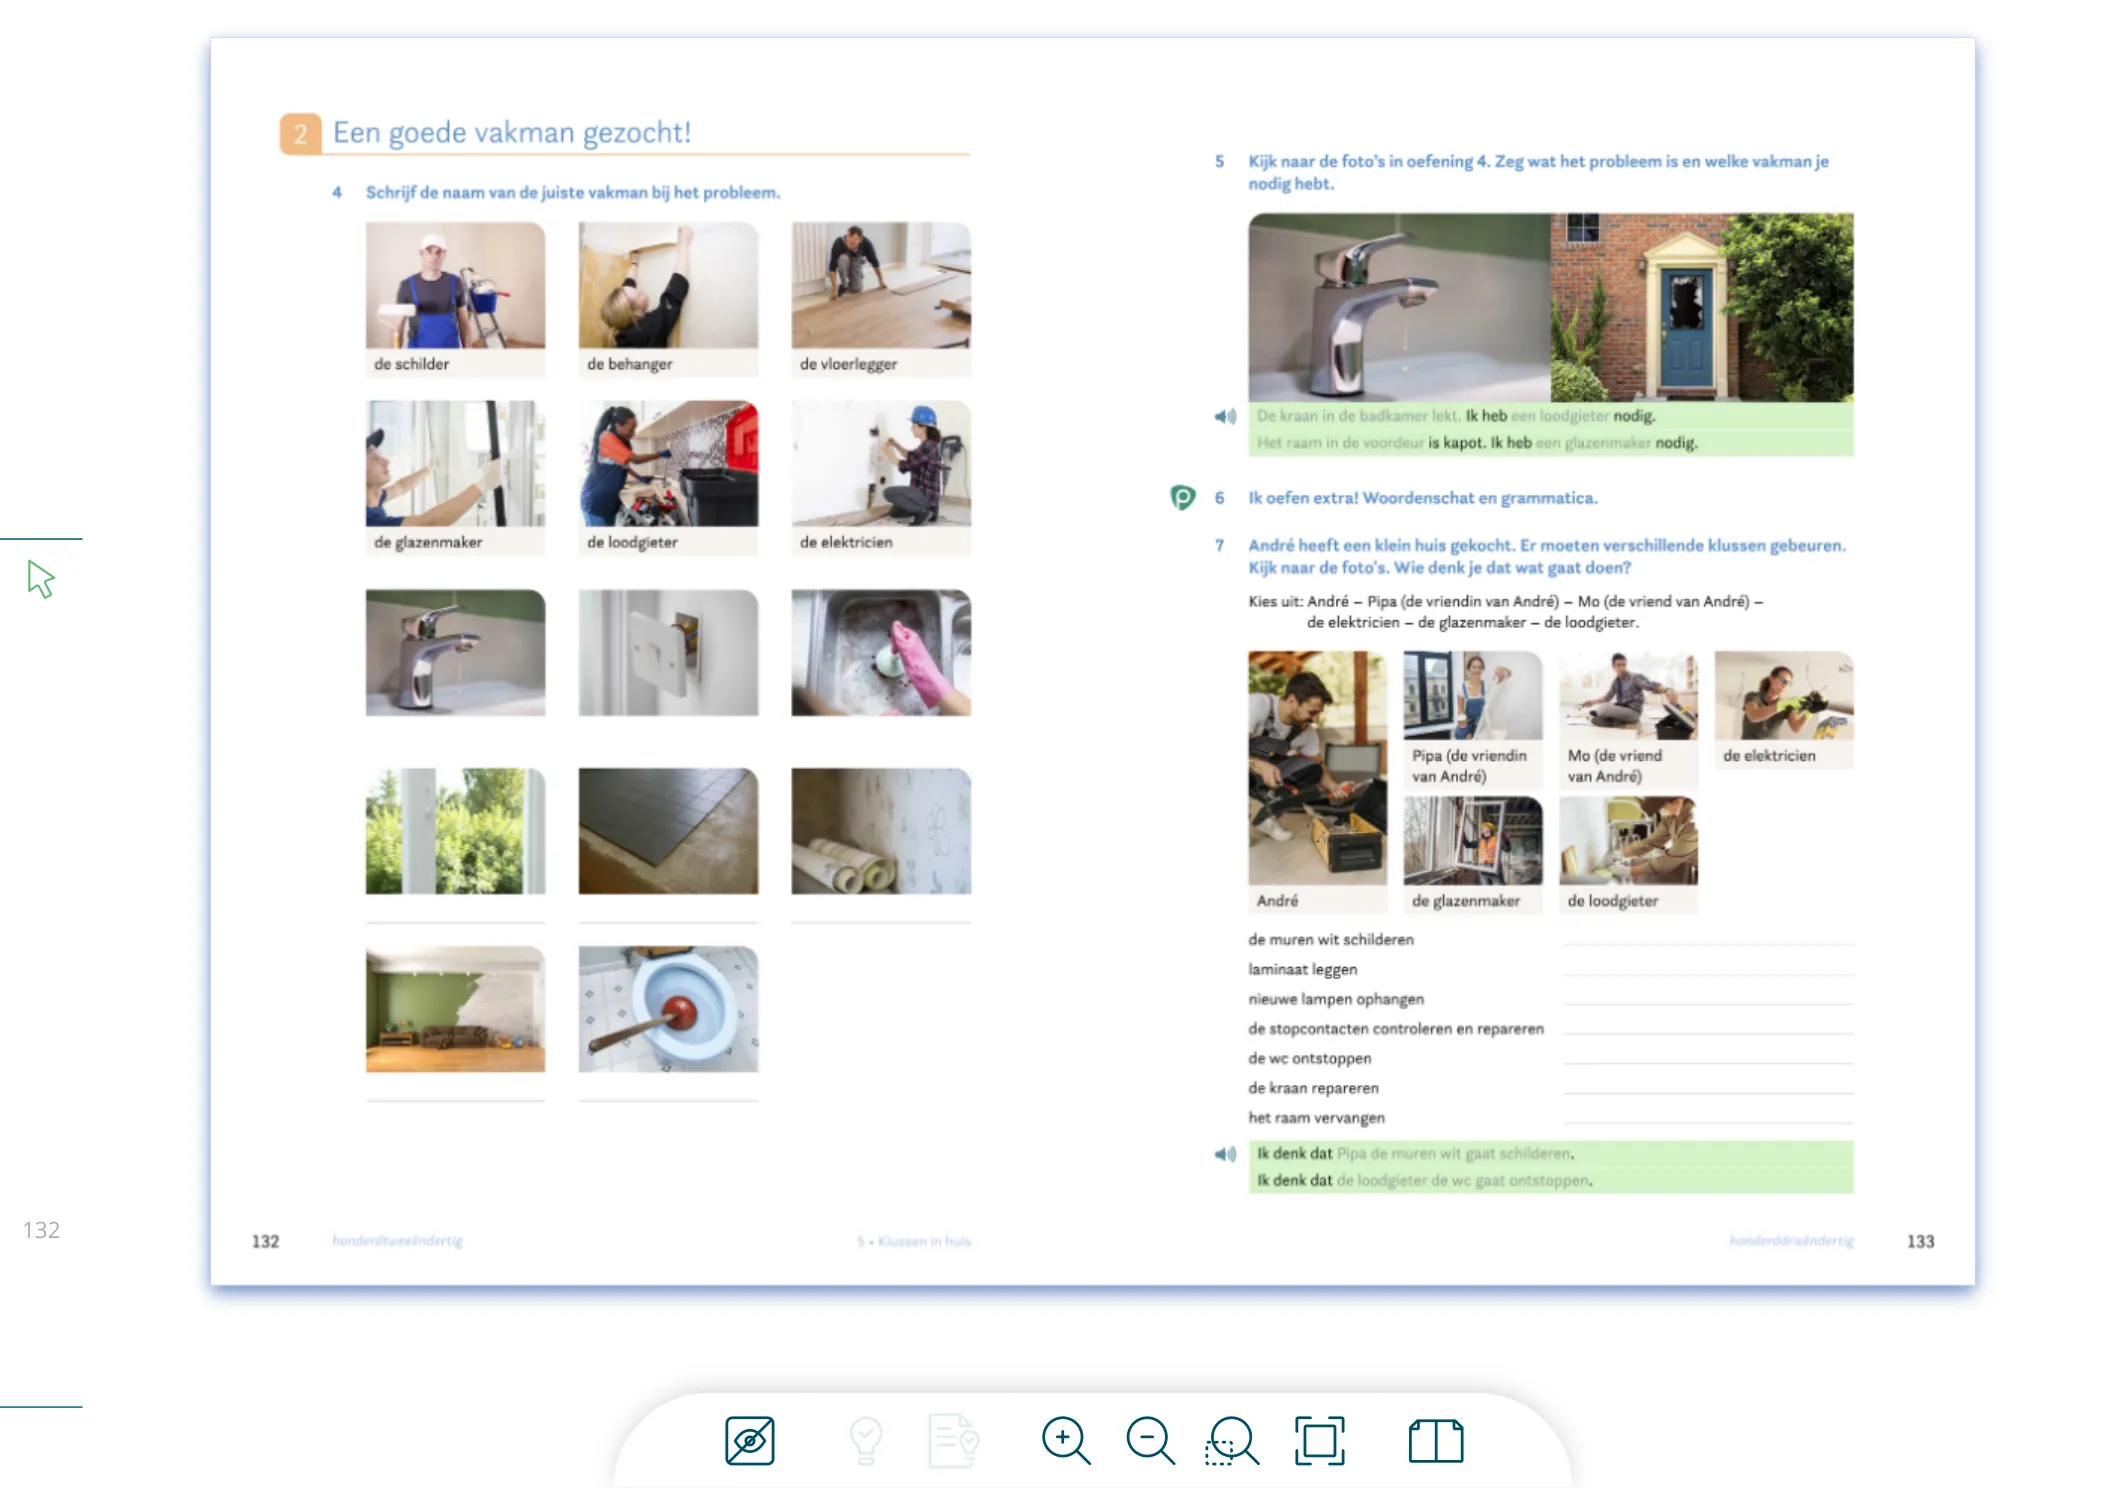 2 Een goede vakman gezocht!
4 Schrijf de naam van de juiste vakman bij het probleem.
de schilder
de behanger
de vloerlegger
de glazenmaker
de loodgieter
de elektricien
132 honderdtweeëndertig
5 • Klussen in huis
5 Kijk naar de foto's in oefening 4. Zeg wat het probleem is en welke vakman je
nodig hebt.
De kraan in de badkamer lekt. Ik heb een loodgieter nodig.
Het raam in de voordeur is kapot. Ik heb een glazenmaker nodig.
6 Ik oefen extra! Woordenschat en grammatica.
7 André heeft een klein huis gekocht. Er moeten verschillende klussen gebeuren.
Kijk naar de foto's. Wie denk je dat wat gaat doen?
Kies uit: André – Pipa (de vriendin van André) – Mo (de vriend van André) –
de elektricien – de glazenmaker – de loodgieter.
Pipa (de vriendin
van André)
Mo (de vriend
van André)
de elektricien
André
de glazenmaker
de loodgieter
de muren wit schilderen
laminaat leggen
nieuwe lampen ophangen
de stopcontacten controleren en repareren
de wc ontstoppen
de kraan repareren
het raam vervangen
Ik denk dat Pipa de muren wit gaat schilderen.
Ik denk dat de loodgieter de wc gaat ontstoppen.
honderddrieëndertig 133
132